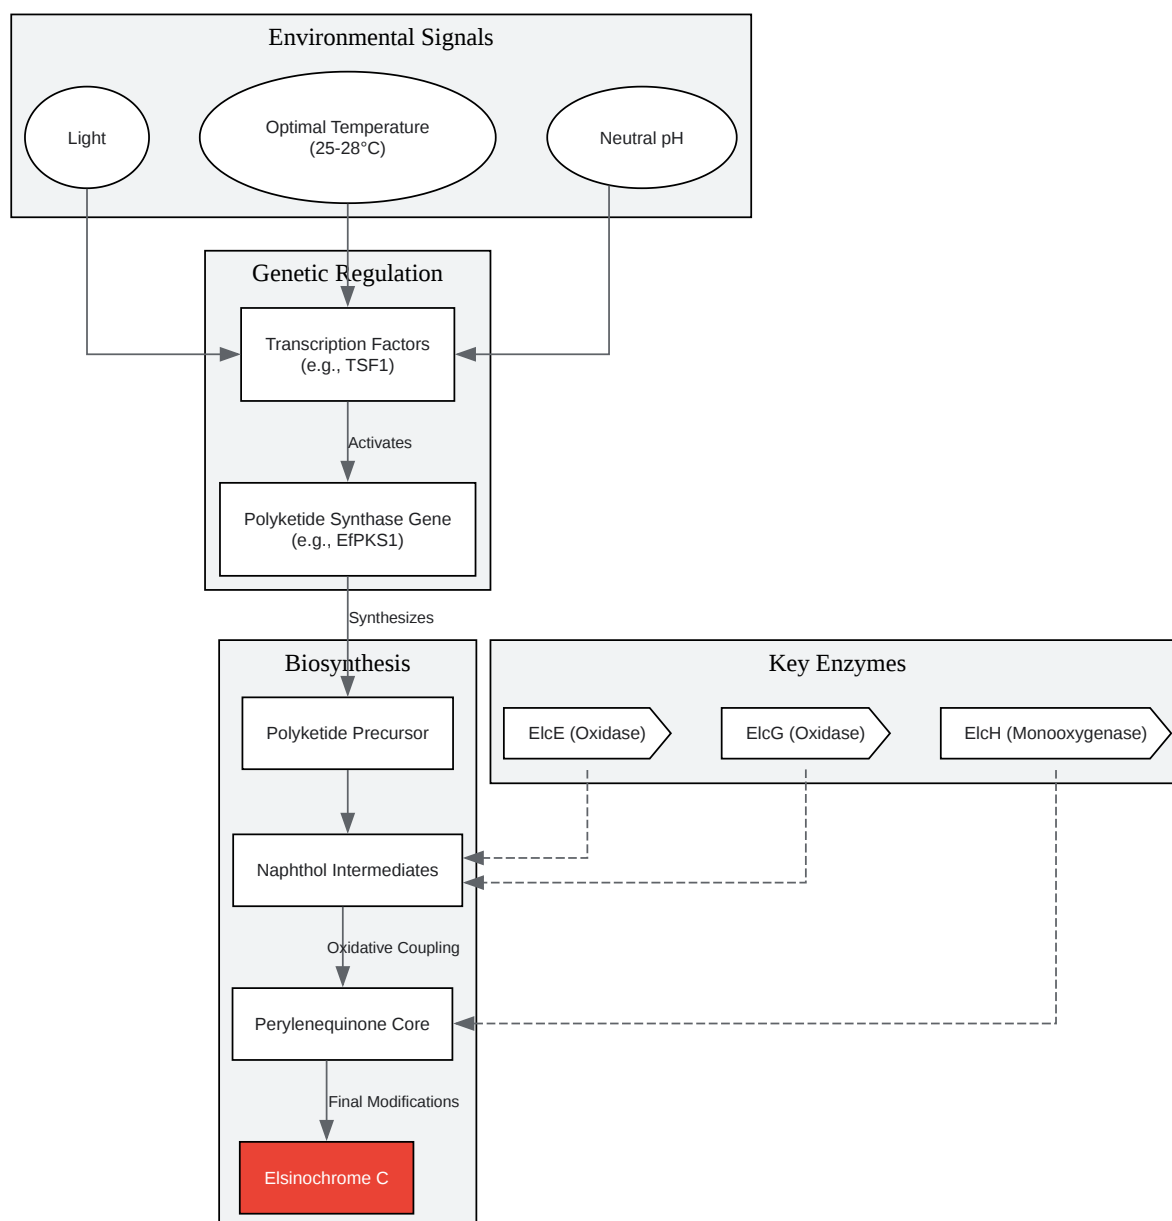 Environmental Signals
Light
Optimal Temperature
(25-28°C)
Neutral pH
Genetic Regulation
Transcription Factors
(e.g., TSF1)
Activates
Polyketide Synthase Gene
(e.g., EfPKS1)
Synthesizes
Biosynthesis
Key Enzymes
Polyketide Precursor
ElcE (Oxidase)
ElcG (Oxidase)
ElcH (Monooxygenase)
Naphthol Intermediates
Oxidative Coupling
Perylenequinone Core
Final Modifications
Elsinochrome C